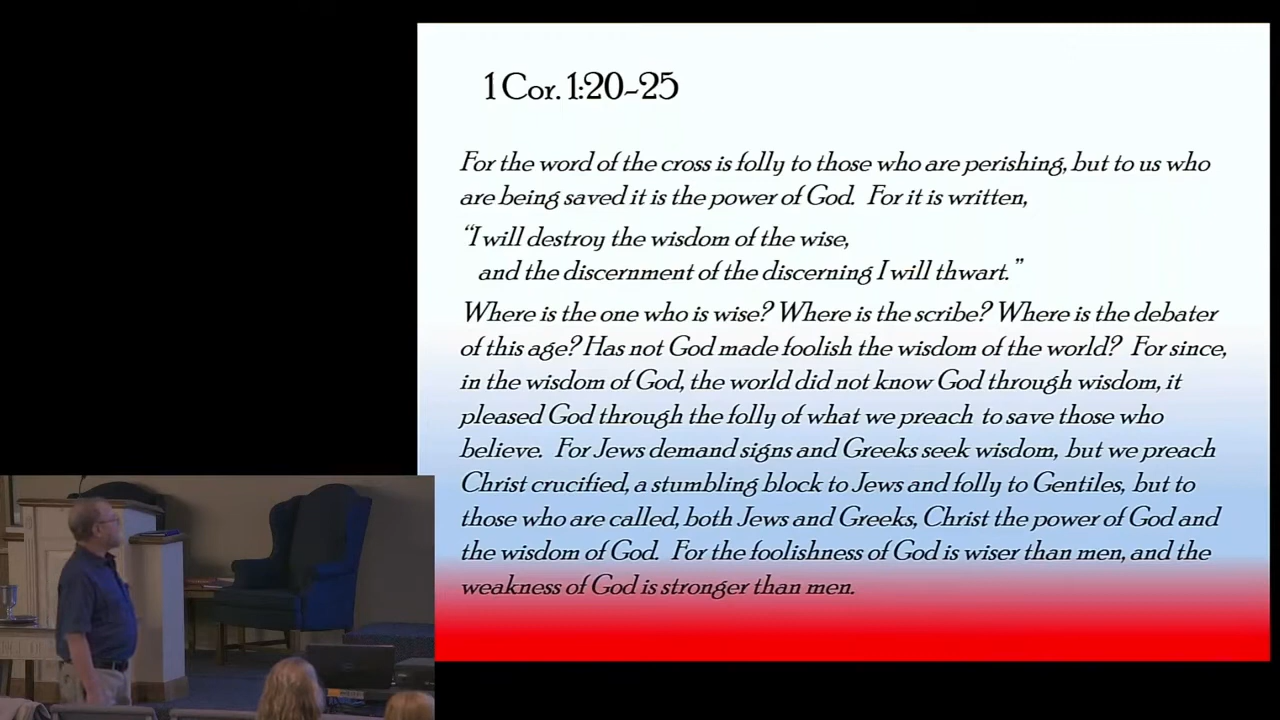 1 Cor. 1:20-25
For the word of the cross is folly to those who are perishing, but to us who
are being saved it is the power of God. For it is written,
“I will destroy the wisdom of the wise,
and the discernment of the discerning I will thwart.”
Where is the one who is wise? Where is the scribe? Where is the debater
of this age? Has not God made foolish the wisdom of the world? For since,
in the wisdom of God, the world did not know God through wisdom, it
pleased God through the folly of what we preach to save those who
believe. For Jews demand signs and Greeks seek wisdom, but we preach
Christ crucified, a stumbling block to Jews and folly to Gentiles, but to
those who are called, both Jews and Greeks, Christ the power of God and
the wisdom of God. For the foolishness of God is wiser than men, and the
weakness of God is stronger than men.